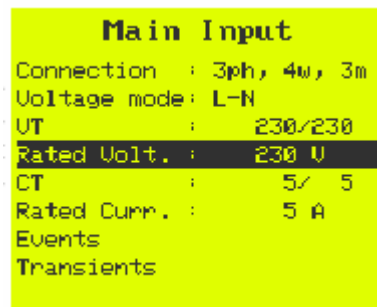 Main Input
Connection : 3ph, 4w, 3m
Voltage mode: L-N
VT : 230/230
Rated Volt. : 230 V
CT : 5/ 5
Rated Curr. : 5 A
Events
Transients